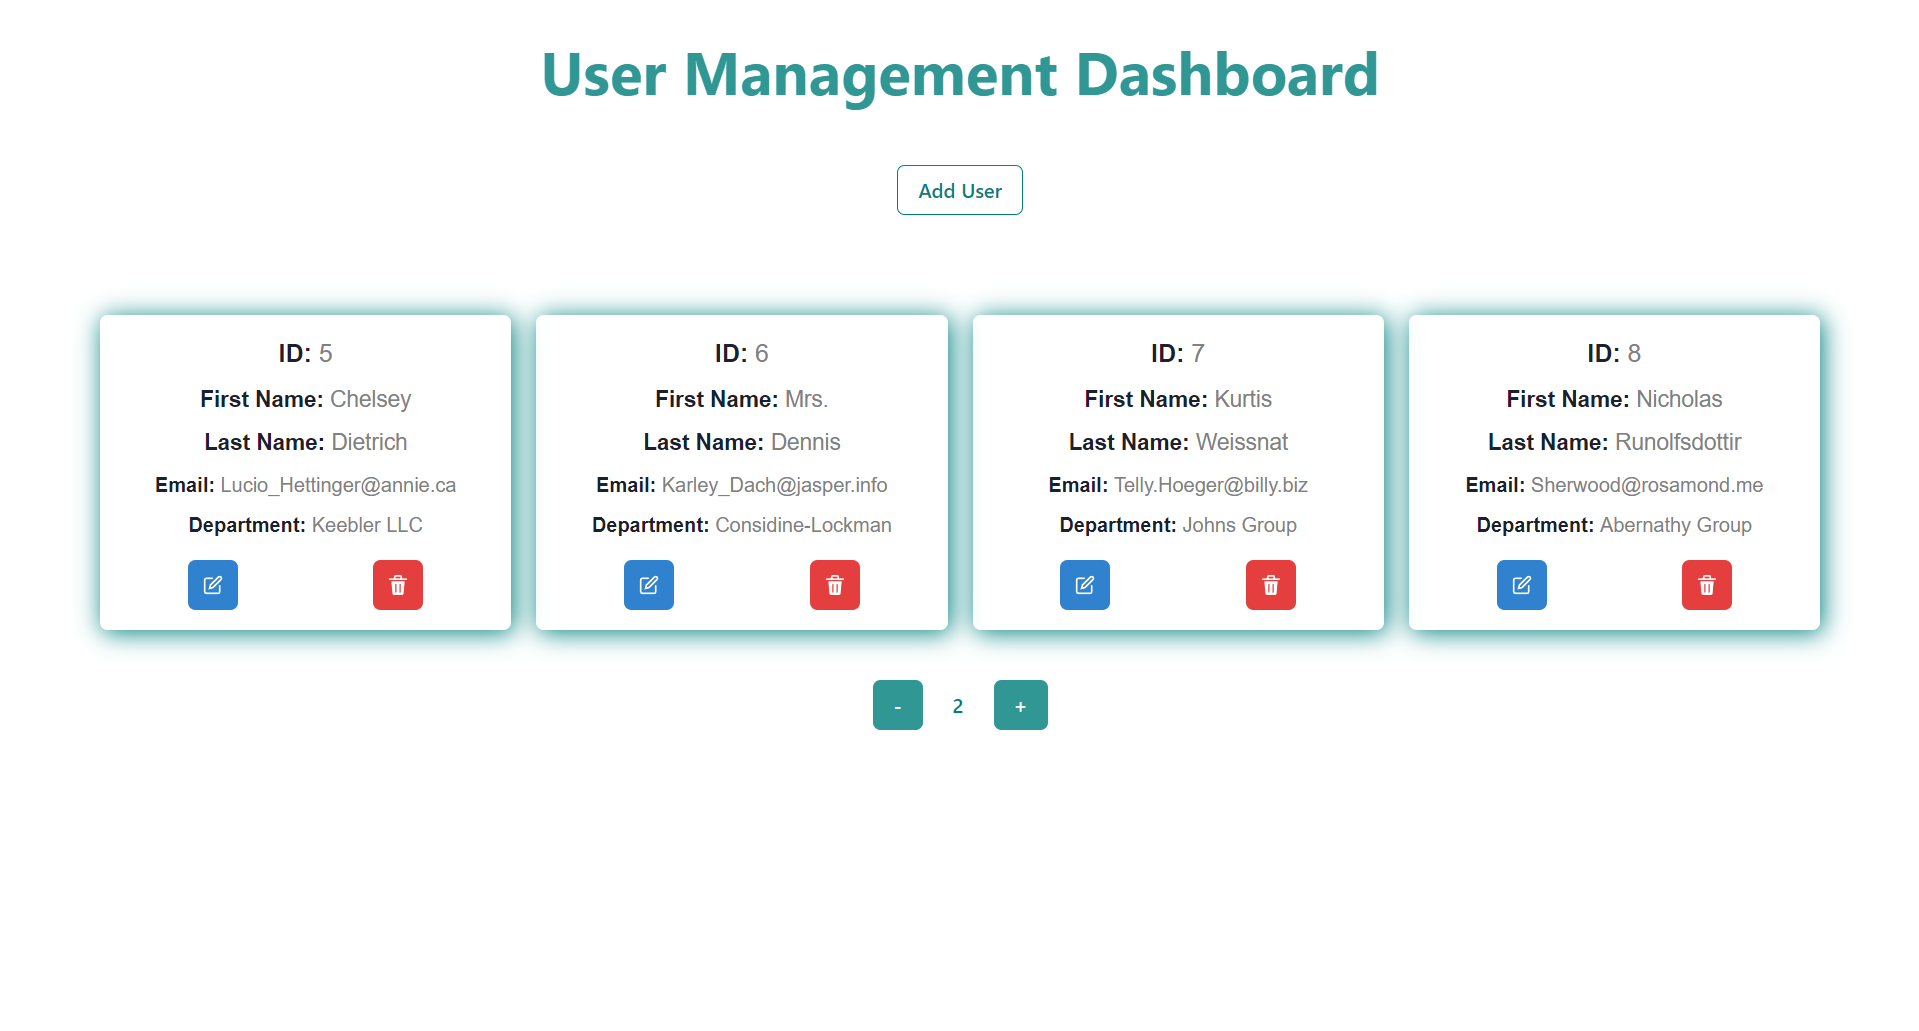 User Management Dashboard
Add User
ID: 5
First Name: Chelsey
Last Name: Dietrich
Email: Lucio_Hettinger@annie.ca
Department: Keebler LLC
ID: 6
First Name: Mrs.
Last Name: Dennis
Email: Karley_Dach@jasper.info
Department: Considine-Lockman
ID: 7
First Name: Kurtis
Last Name: Weissnat
Email: Telly.Hoeger@billy.biz
Department: Johns Group
ID: 8
First Name: Nicholas
Last Name: Runolfsdottir
Email: Sherwood@rosamond.me
Department: Abernathy Group
- 2 +